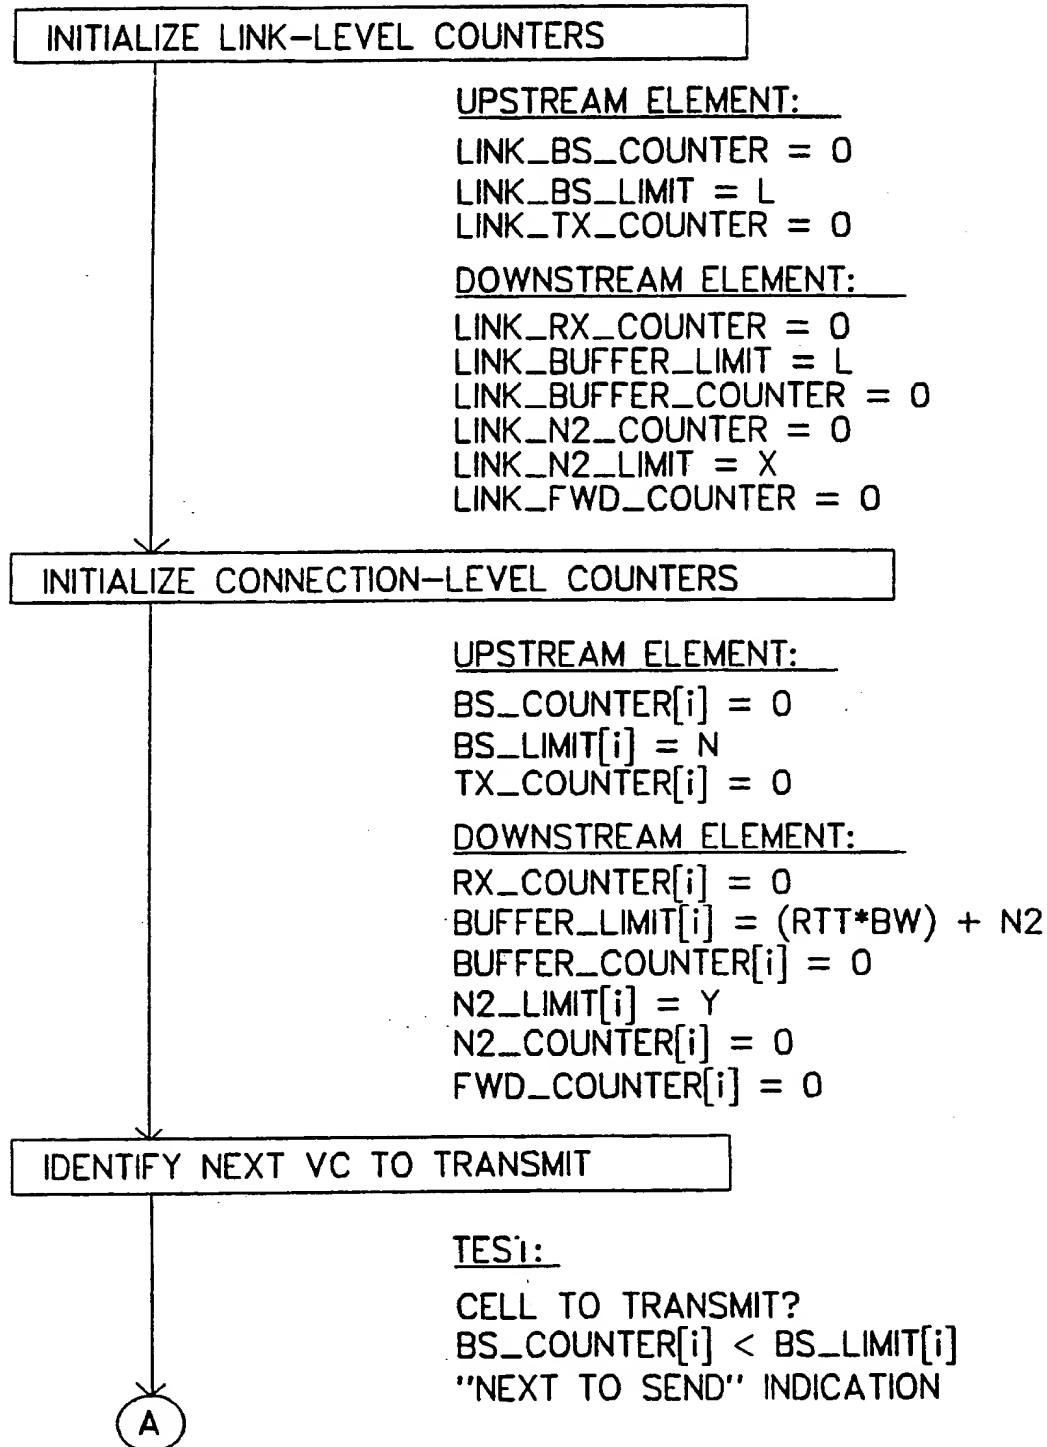 INITIALIZE LINK-LEVEL COUNTERS
UPSTREAM ELEMENT:
LINK_BS_COUNTER = 0
LINK_BS_LIMIT = L
LINK_TX_COUNTER = 0
DOWNSTREAM ELEMENT:
LINK_RX_COUNTER = 0
LINK_BUFFER_LIMIT = L
LINK_BUFFER_COUNTER = 0
LINK_N2_COUNTER = 0
LINK_N2_LIMIT = X
LINK_FWD_COUNTER = 0
INITIALIZE CONNECTION-LEVEL COUNTERS
UPSTREAM ELEMENT:
BS_COUNTER[i] = 0
BS_LIMIT[i] = N
TX_COUNTER[i] = 0
DOWNSTREAM ELEMENT:
RX_COUNTER[i] = 0
BUFFER_LIMIT[i] = (RTT*BW) + N2
BUFFER_COUNTER[i] = 0
N2_LIMIT[i] = Y
N2_COUNTER[i] = 0
FWD_COUNTER[i] = 0
IDENTIFY NEXT VC TO TRANSMIT
TEST:
CELL TO TRANSMIT?
BS_COUNTER[i] < BS_LIMIT[i]
"NEXT TO SEND" INDICATION
A